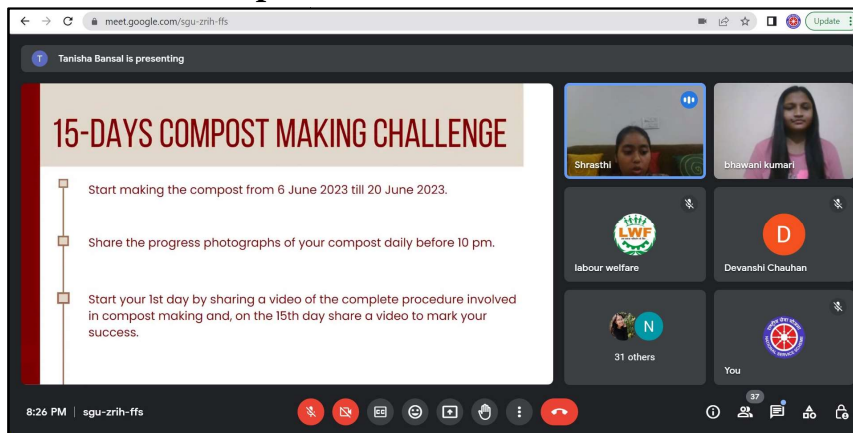 meet.google.com/sgu-zrih-ffs
Update
T
Tanisha Bansal is presenting
15-DAYS COMPOST MAKING CHALLENGE
Start making the compost from 6 June 2023 till 20 June 2023.
Share the progress photographs of your compost daily before 10 pm.
Start your 1st day by sharing a video of the complete procedure involved
in compost making and, on the 15th day share a video to mark your
success.
Shrasthi
bhawani kumari
LWF
labour welfare
D
Devanshi Chauhan
N
31 others
You
8:26 PM | sgu-zrih-ffs
CC
37